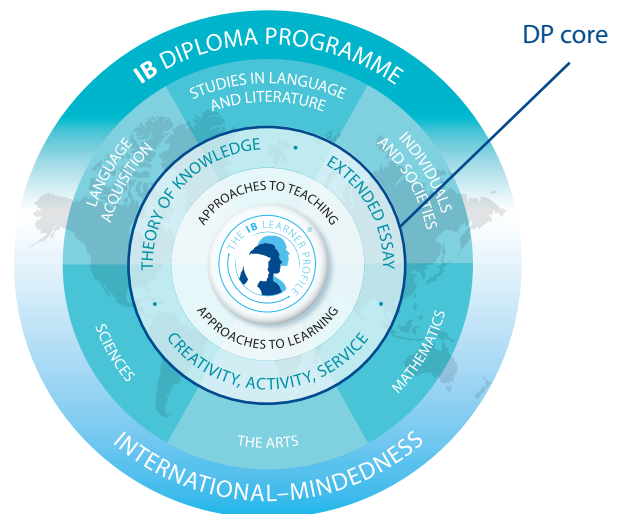 DP core
IB DIPLOMA PROGRAMME
STUDIES IN LANGUAGE
AND LITERATURE
LANGUAGE
ACQUISITION
INDIVIDUALS
AND SOCIETIES
THEORY OF KNOWLEDGE
EXTENDED ESSAY
APPROACHES TO TEACHING
THE IB LEARNER PROFILE
®
APPROACHES TO LEARNING
CREATIVITY, ACTIVITY, SERVICE
SCIENCES
MATHEMATICS
THE ARTS
INTERNATIONAL–MINDEDNESS